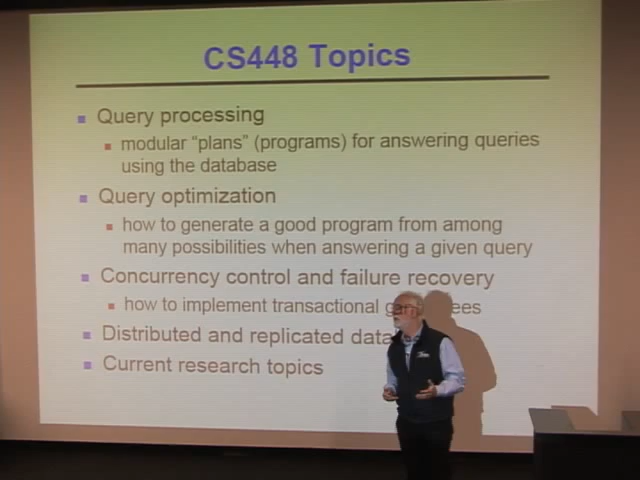 CS448 Topics
Query processing
modular “plans” (programs) for answering queries
using the database
Query optimization
how to generate a good program from among
many possibilities when answering a given query
Concurrency control and failure recovery
how to implement transactional
Distributed and replicated data
Current research topics